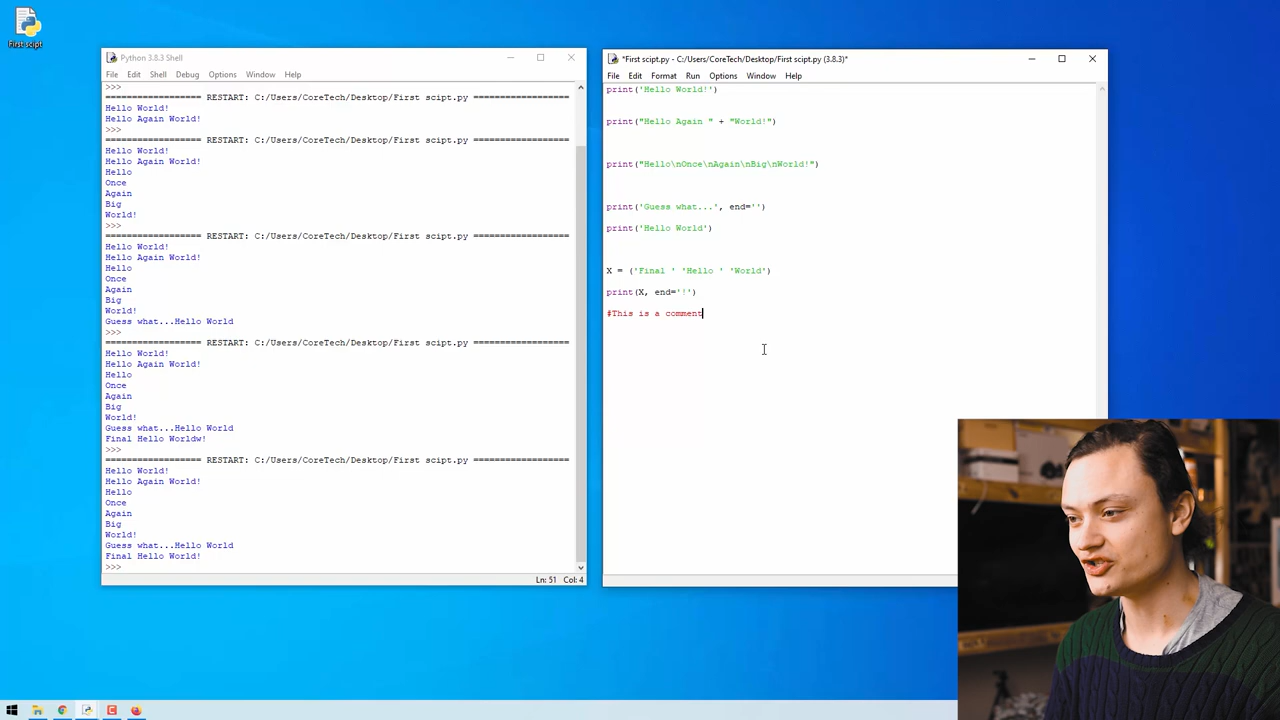 First scipt
Python 3.8.3 Shell
File Edit Shell Debug Options Window Help
>>>
=================== RESTART: C:/Users/CoreTech/Desktop/First scipt.py ===================
Hello World!
Hello Again World!
>>>
=================== RESTART: C:/Users/CoreTech/Desktop/First scipt.py ===================
Hello World!
Hello Again World!
Hello
Once
Again
Big
World!
>>>
=================== RESTART: C:/Users/CoreTech/Desktop/First scipt.py ===================
Hello World!
Hello Again World!
Hello
Once
Again
Big
World!
Guess what...Hello World
>>>
=================== RESTART: C:/Users/CoreTech/Desktop/First scipt.py ===================
Hello World!
Hello Again World!
Hello
Once
Again
Big
World!
Guess what...Hello World
Final Hello Worldw!
>>>
=================== RESTART: C:/Users/CoreTech/Desktop/First scipt.py ===================
Hello World!
Hello Again World!
Hello
Once
Again
Big
World!
Guess what...Hello World
Final Hello World!
>>>
Ln: 51 Col: 4
*First scipt.py - C:/Users/CoreTech/Desktop/First scipt.py (3.8.3)*
File Edit Format Run Options Window Help
print('Hello World!')
print("Hello Again " + "World!")
print("Hello\nOnce\nAgain\nBig\nWorld!")
print('Guess what...', end='')
print('Hello World')
X = ('Final ' 'Hello ' 'World')
print(X, end='!')
#This is a comment